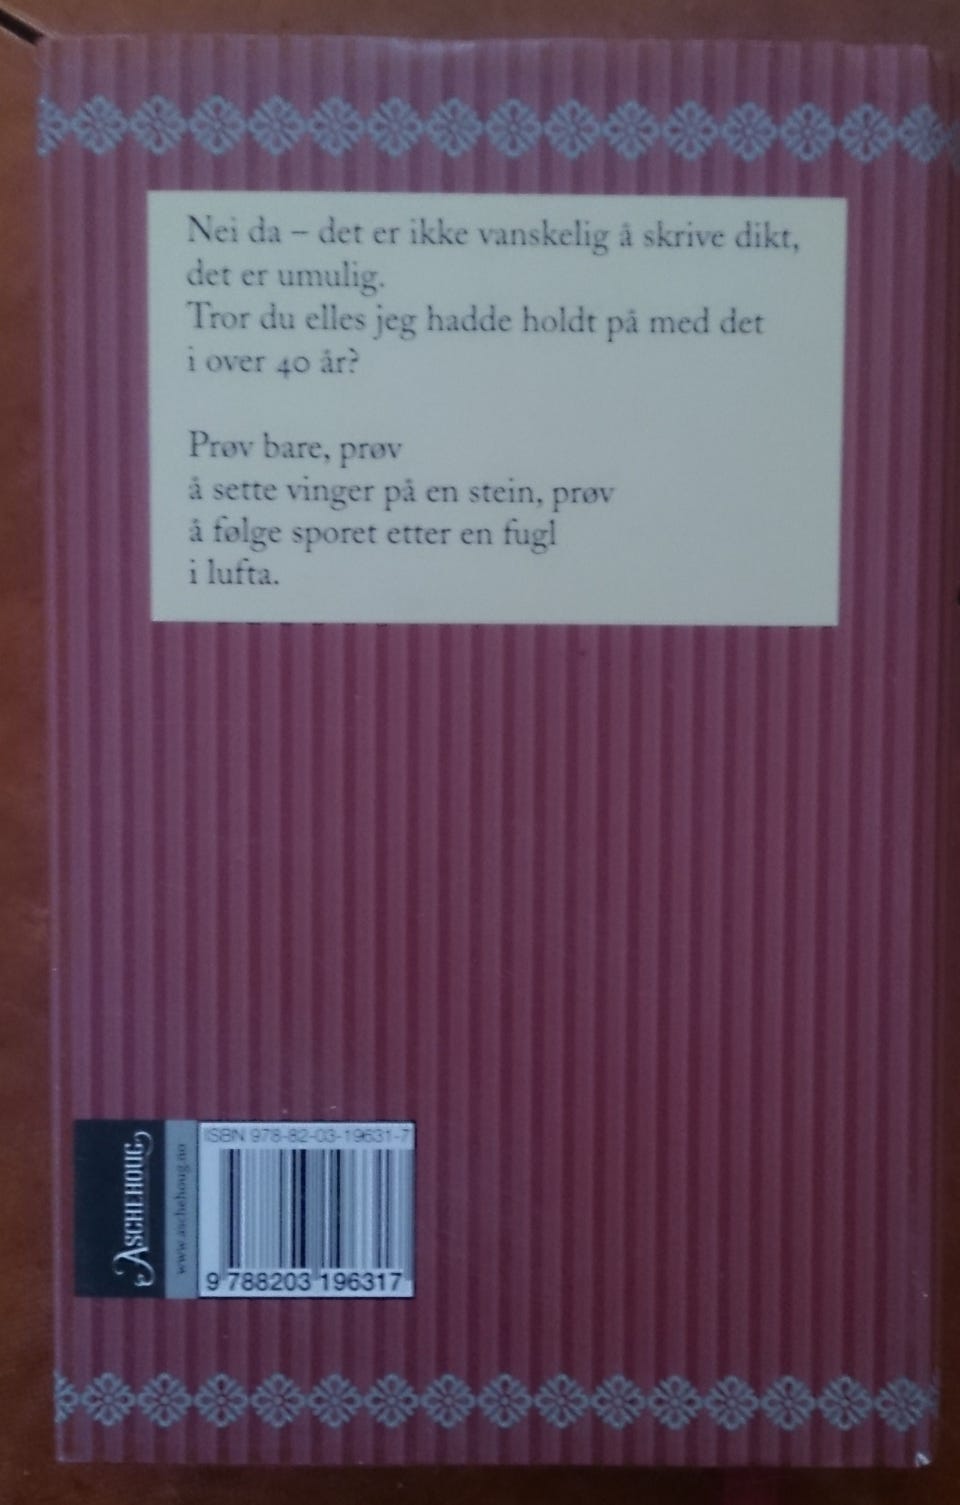 Nei da – det er ikke vanskelig å skrive dikt,
det er umulig.
Tror du elles jeg hadde holdt på med det
i over 40 år?
Prøv bare, prøv
å sette vinger på en stein, prøv
å følge sporet etter en fugl
i lufta.
ASCHEHOUG
www.aschehoug.no
ISBN 978-82-03-19631-7
9 788203 196317